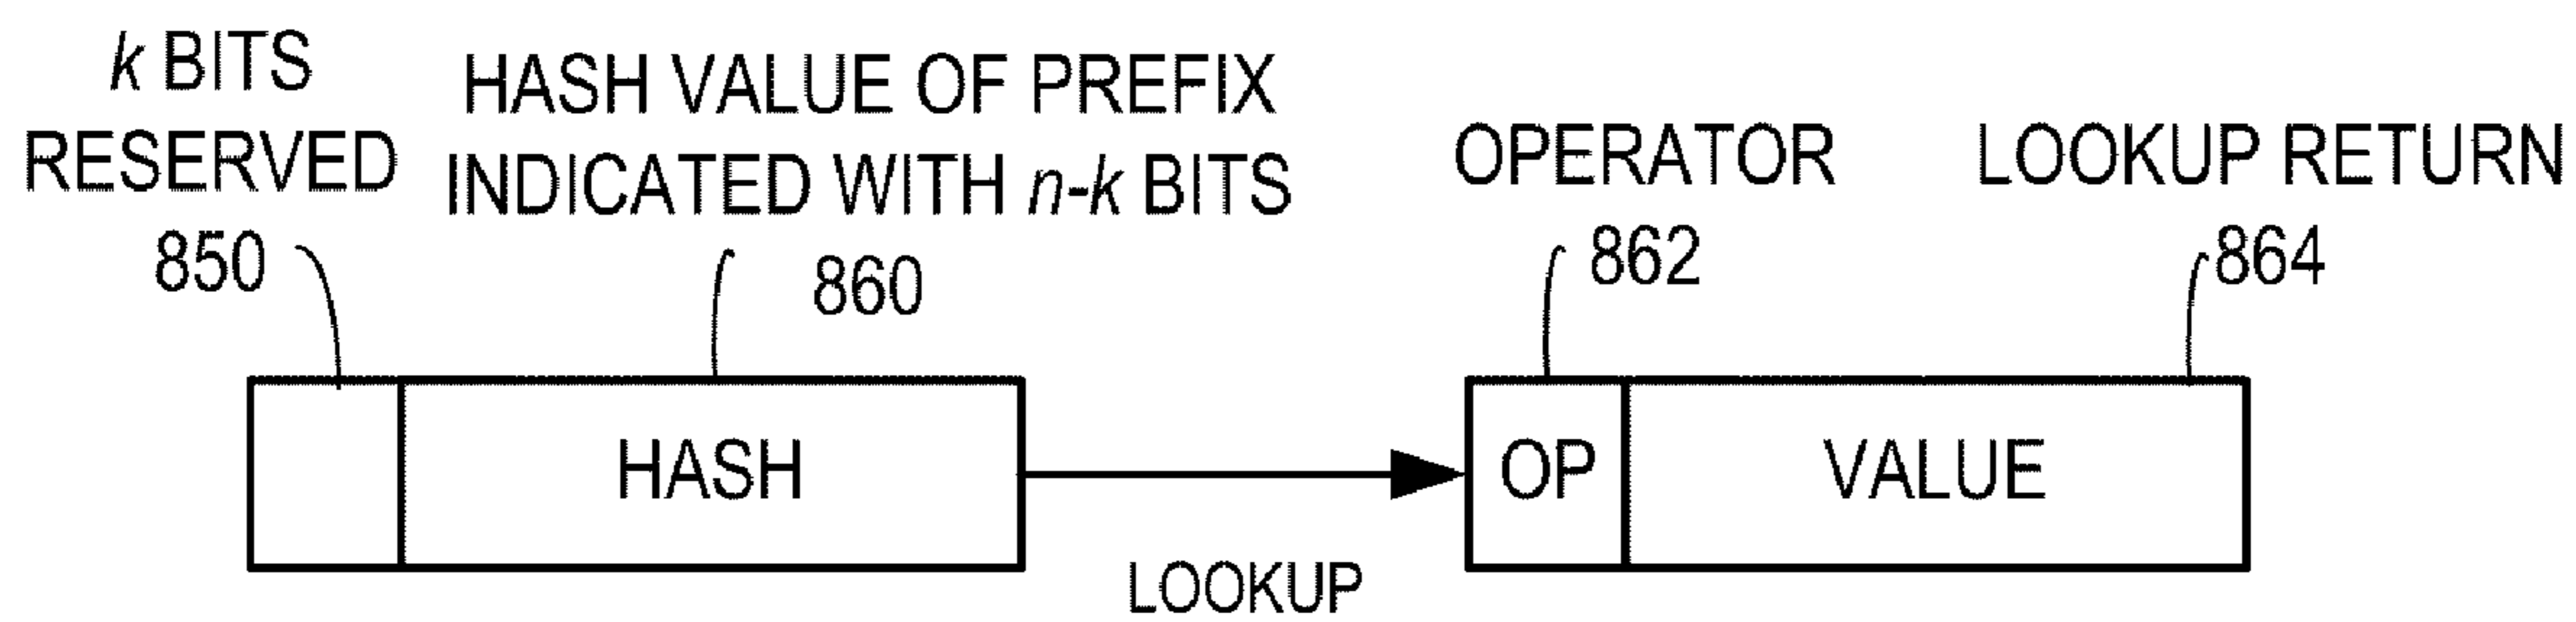 k BITS
RESERVED
850
HASH VALUE OF PREFIX
INDICATED WITH n-k BITS
860
OPERATOR
862
LOOKUP RETURN
864
HASH
LOOKUP
OP
VALUE